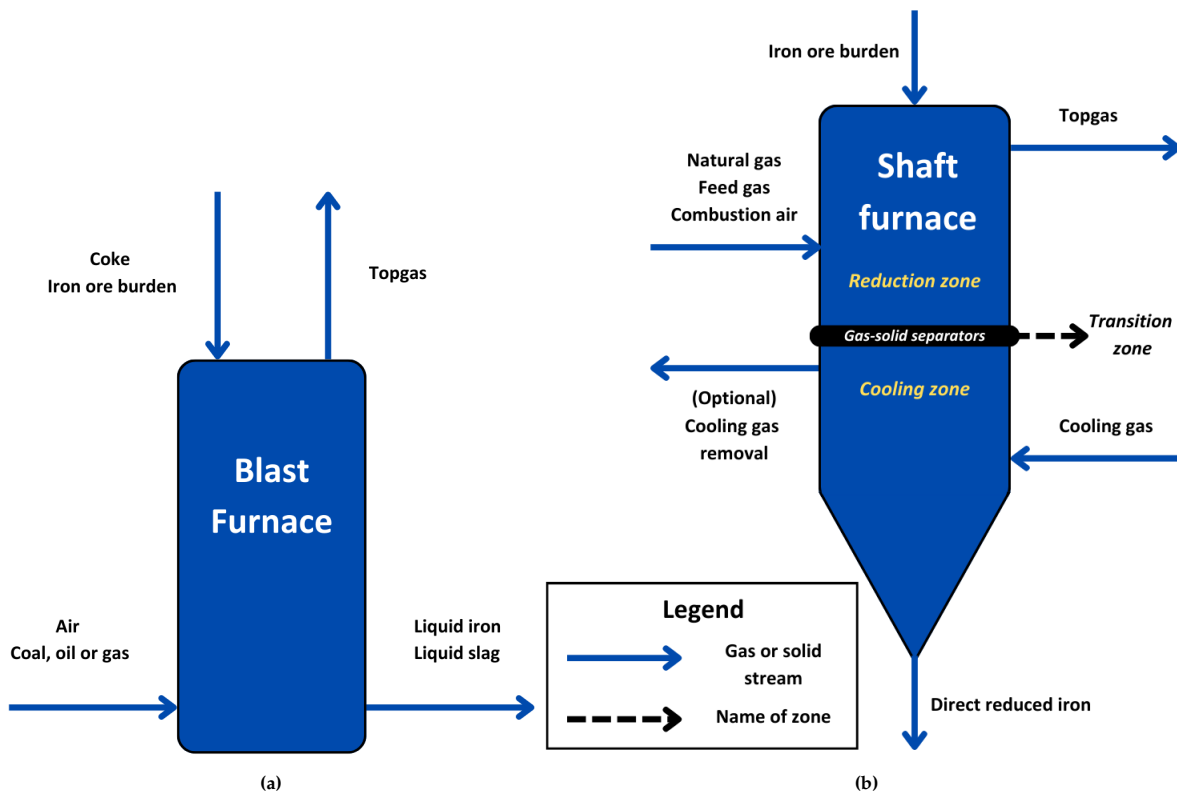 Coke
Iron ore burden
Topgas
Blast
Furnace
Air
Coal, oil or gas
Liquid iron
Liquid slag
(a)
Iron ore burden
Topgas
Natural gas
Feed gas
Combustion air
Shaft
furnace
Reduction zone
Gas-solid separators
Transition
zone
(Optional)
Cooling gas
removal
Cooling zone
Cooling gas
Direct reduced iron
Legend
Gas or solid
stream
Name of zone
(b)